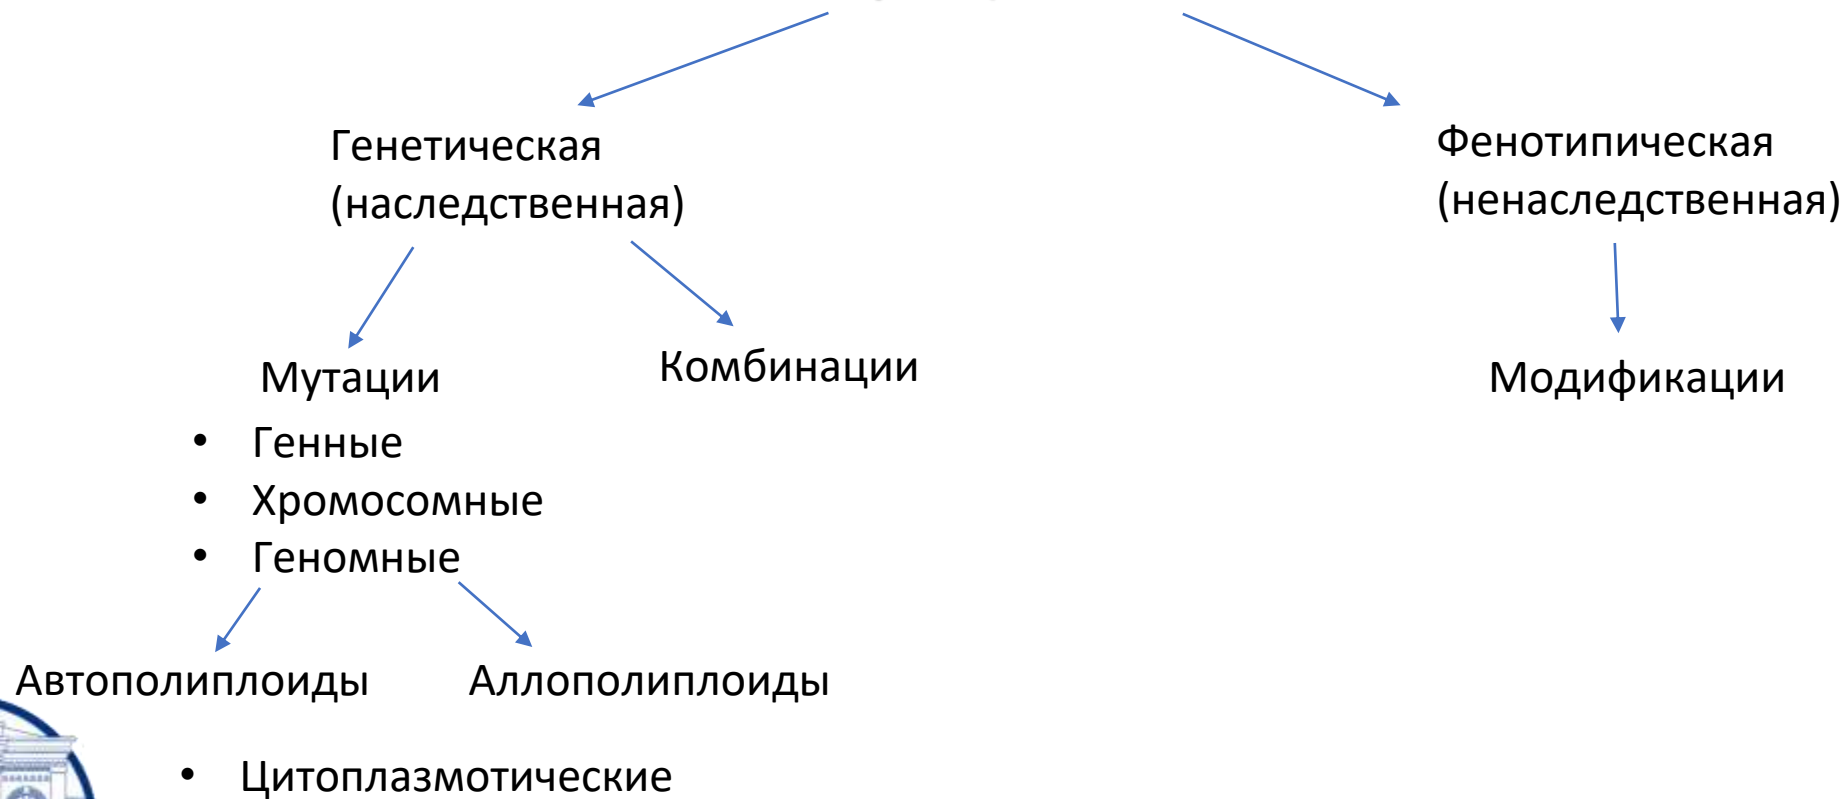 Генетическая
(наследственная)
Фенотипическая
(ненаследственная)
Мутации
Комбинации
Модификации
• Генные
• Хромосомные
• Геномные
Автополиплоиды
Аллополиплоиды
• Цитоплазмотические